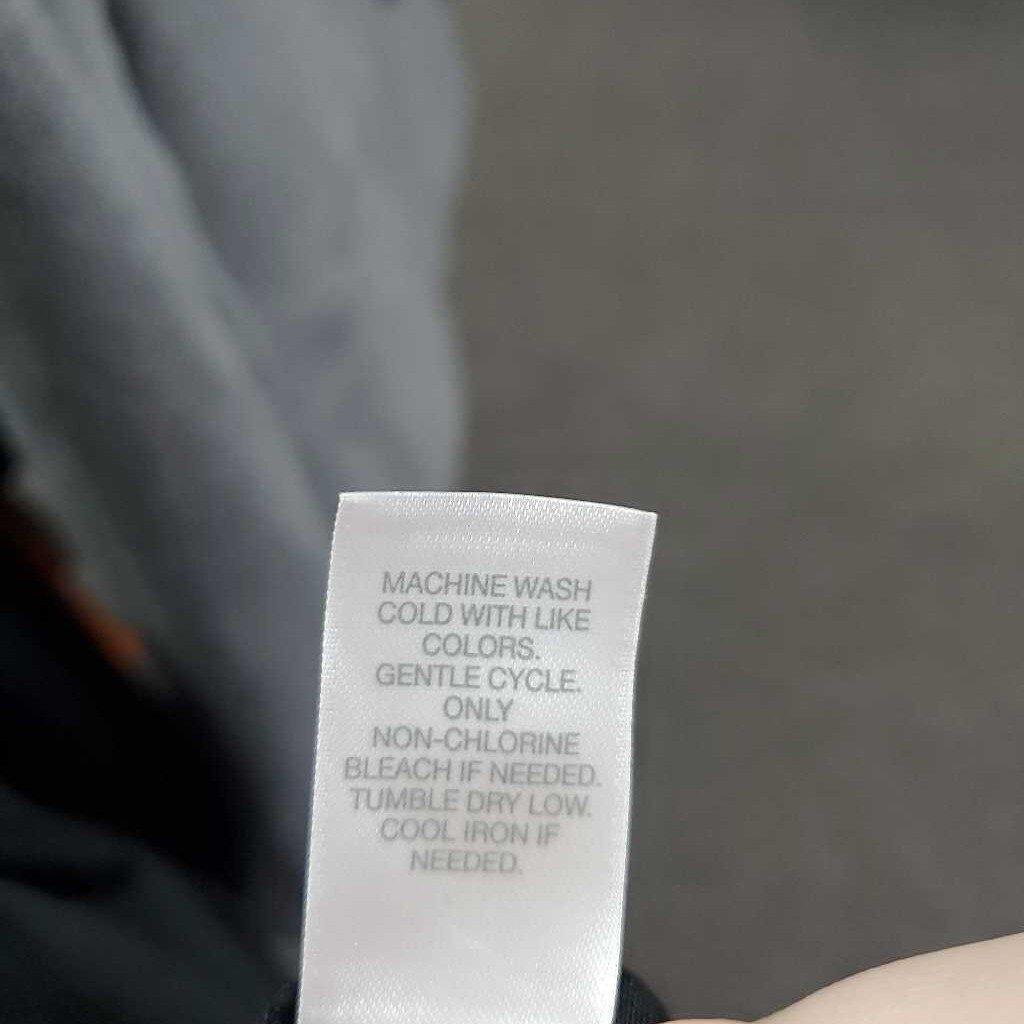 MACHINE WASH
COLD WITH LIKE
COLORS.
GENTLE CYCLE.
ONLY
NON-CHLORINE
BLEACH IF NEEDED.
TUMBLE DRY LOW.
COOL IRON IF
NEEDED.